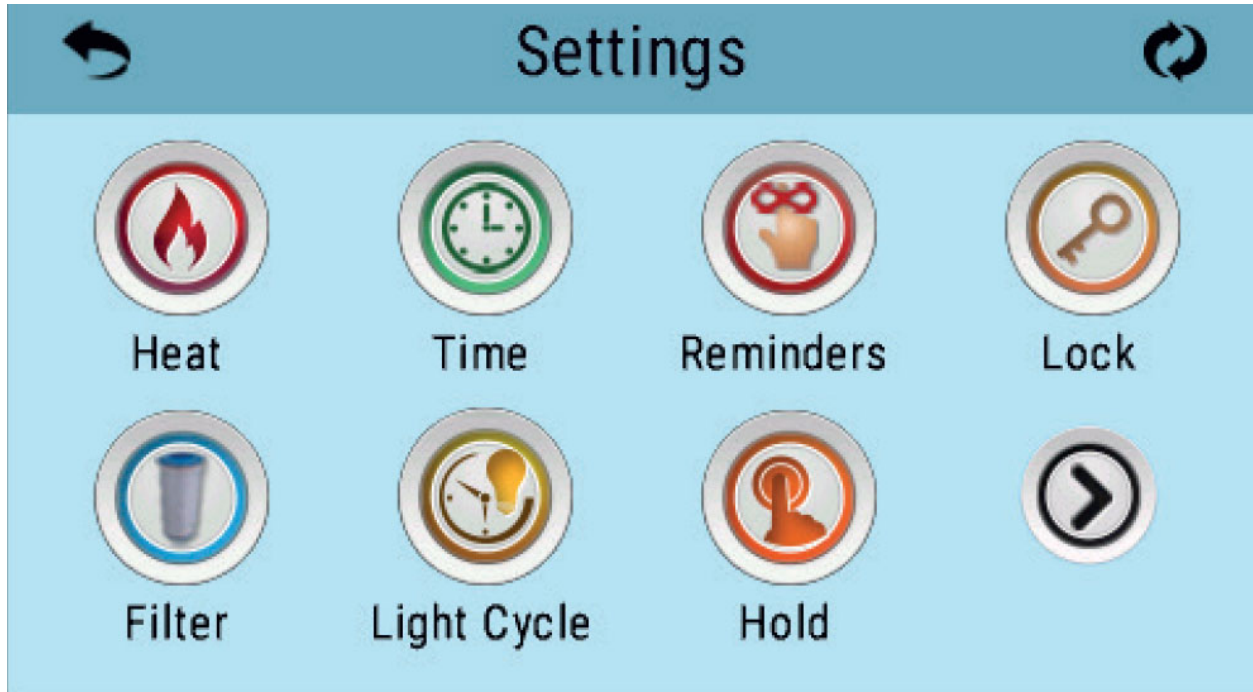 Settings
Heat
Time
Reminders
Lock
Filter
Light Cycle
Hold